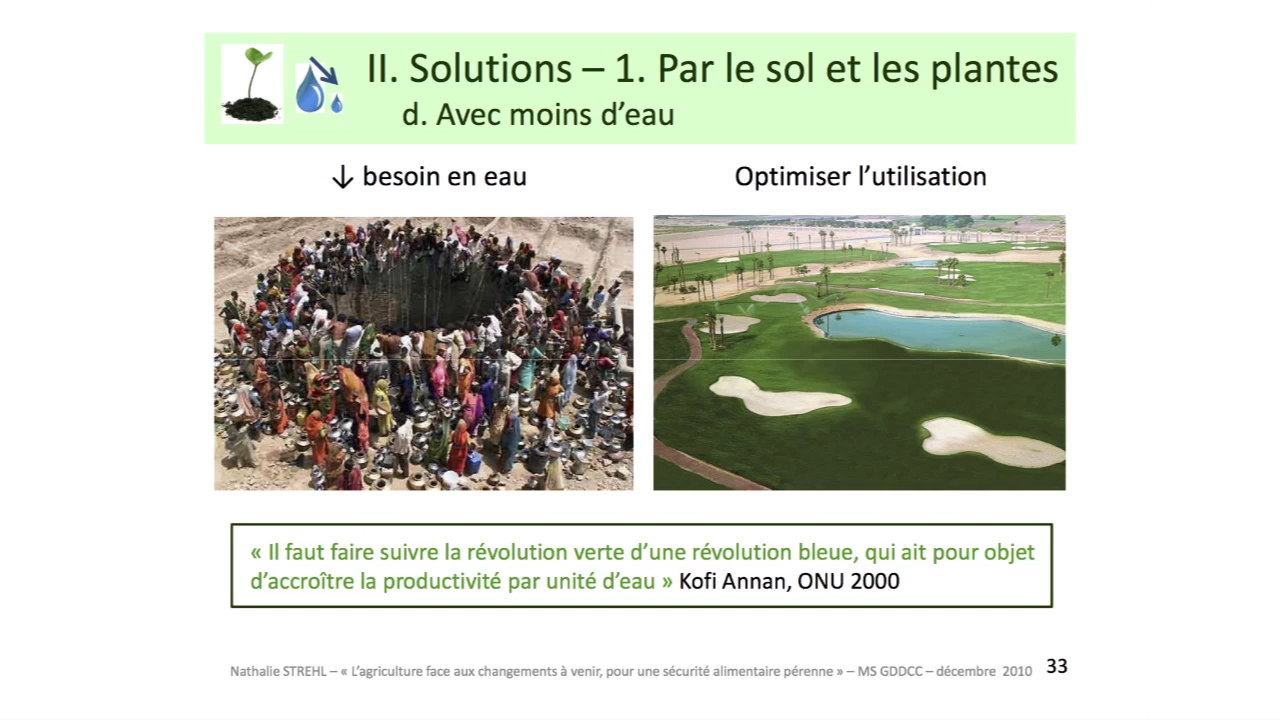 II. Solutions – 1. Par le sol et les plantes
d. Avec moins d’eau
↓ besoin en eau
Optimiser l’utilisation
« Il faut faire suivre la révolution verte d’une révolution bleue, qui ait pour objet
d’accroître la productivité par unité d’eau » Kofi Annan, ONU 2000
Nathalie STREHL – « L’agriculture face aux changements à venir, pour une sécurité alimentaire pérenne » – MS GDDCC – décembre 2010 33